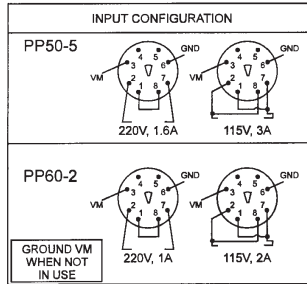 INPUT CONFIGURATION
PP50-5
GND
VM
4 5
3 6
2 7
1 8
220V, 1.6A
GND
VM
4 5
3 6
2 7
1 8
115V, 3A
PP60-2
GND
VM
4 5
3 6
2 7
1 8
220V, 1A
GND
VM
4 5
3 6
2 7
1 8
115V, 2A
GROUND VM
WHEN NOT
IN USE